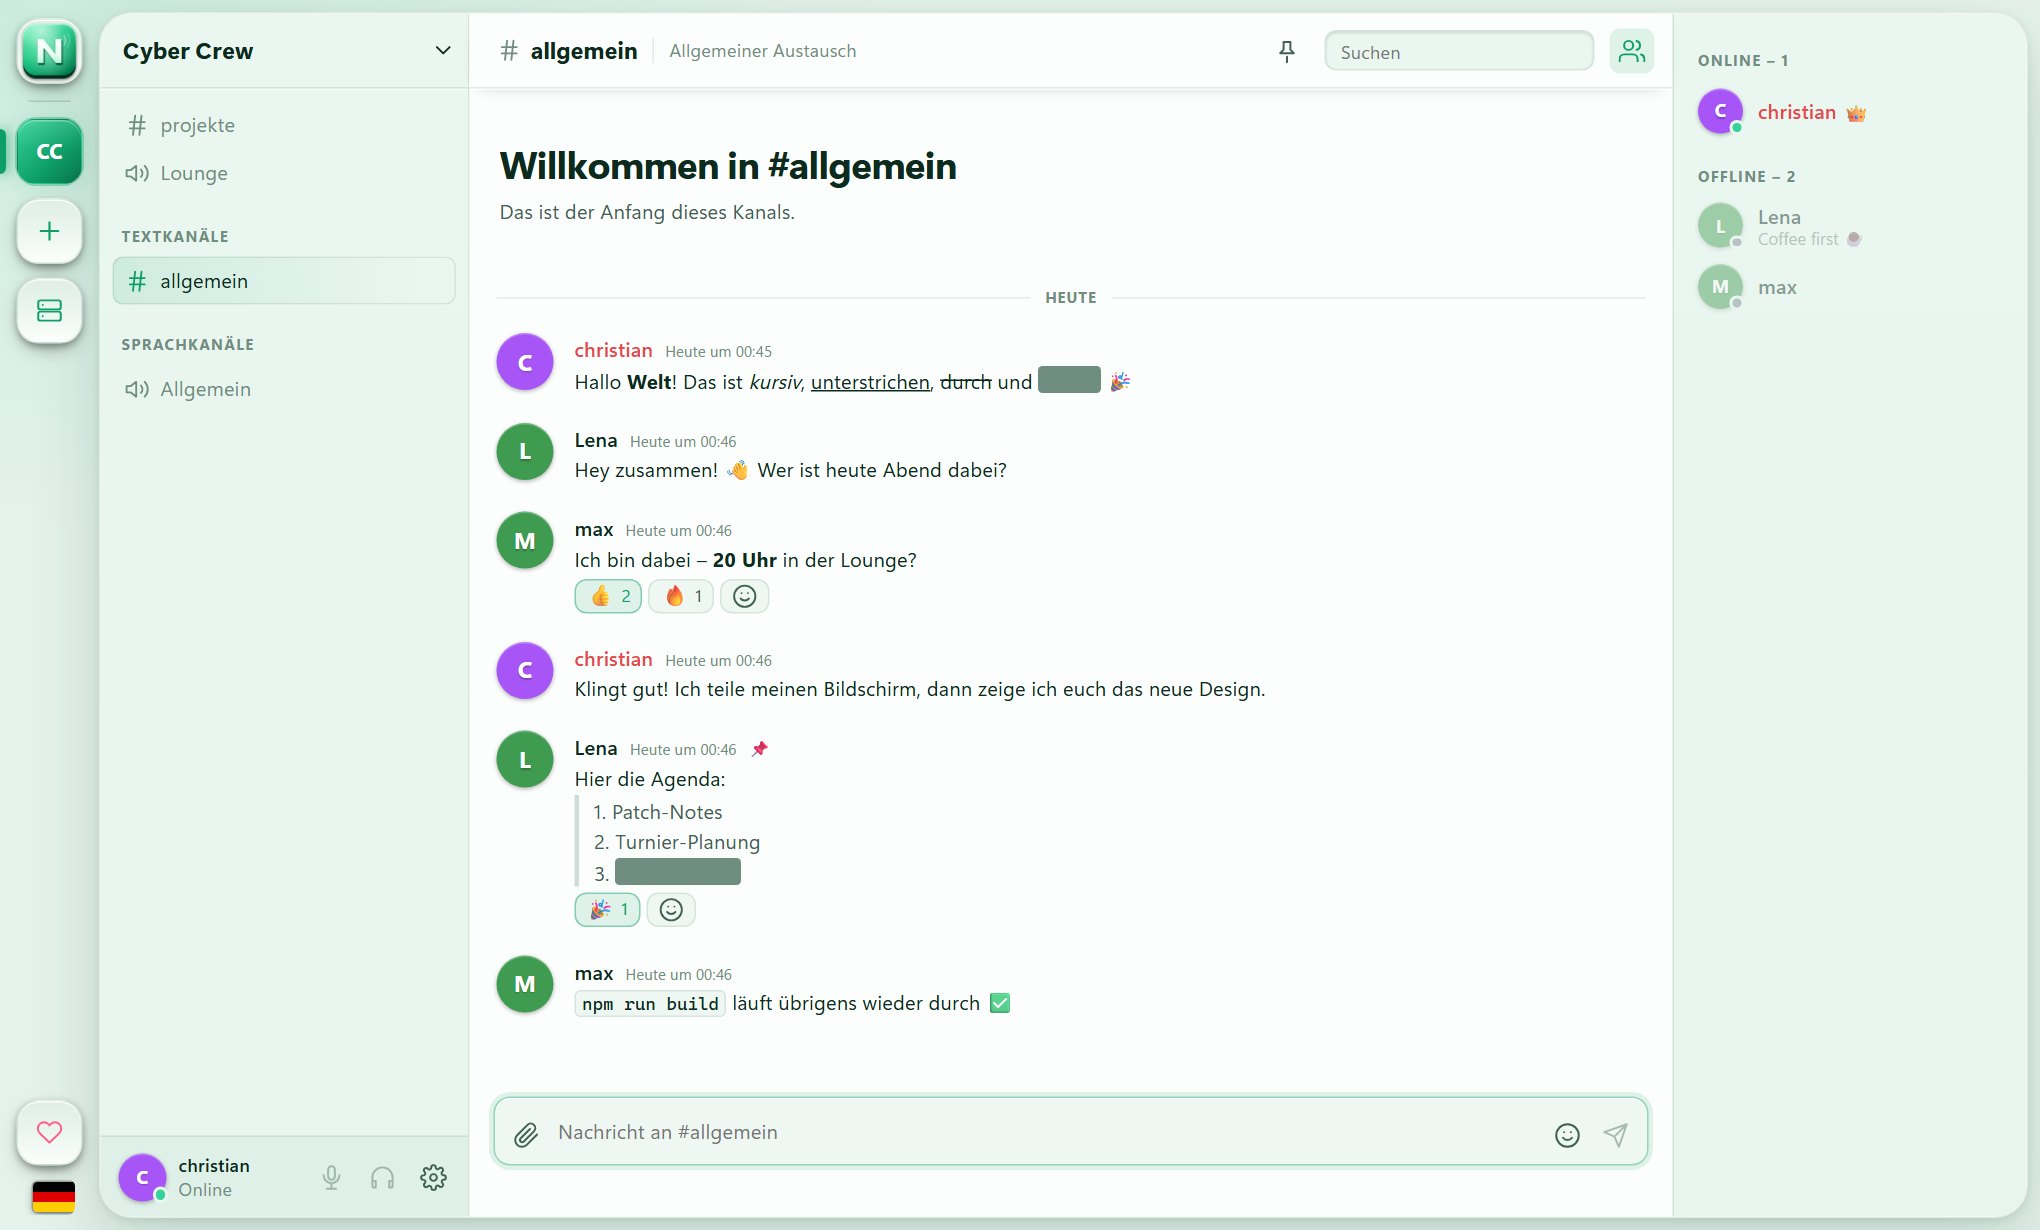 N
Cyber Crew
# allgemein
Allgemeiner Austausch
Suchen
CC
# projekte
Lounge
TEXTKANÄLE
# allgemein
SPRACHKANÄLE
Allgemein
Willkommen in #allgemein
Das ist der Anfang dieses Kanals.
HEUTE
C
christian Heute um 00:45
Hallo Welt! Das ist kursiv, unterstrichen, durch und 🎉
L
Lena Heute um 00:46
Hey zusammen! 👋 Wer ist heute Abend dabei?
M
max Heute um 00:46
Ich bin dabei – 20 Uhr in der Lounge?
👍 2 🔥 1
C
christian Heute um 00:46
Klingt gut! Ich teile meinen Bildschirm, dann zeige ich euch das neue Design.
L
Lena Heute um 00:46 📌
Hier die Agenda:
1. Patch-Notes
2. Turnier-Planung
3.
🎉 1
M
max Heute um 00:46
npm run build läuft übrigens wieder durch ✅
Nachricht an #allgemein
C
christian
Online
ONLINE – 1
C
christian
OFFLINE – 2
L
Lena
Coffee first
M
max